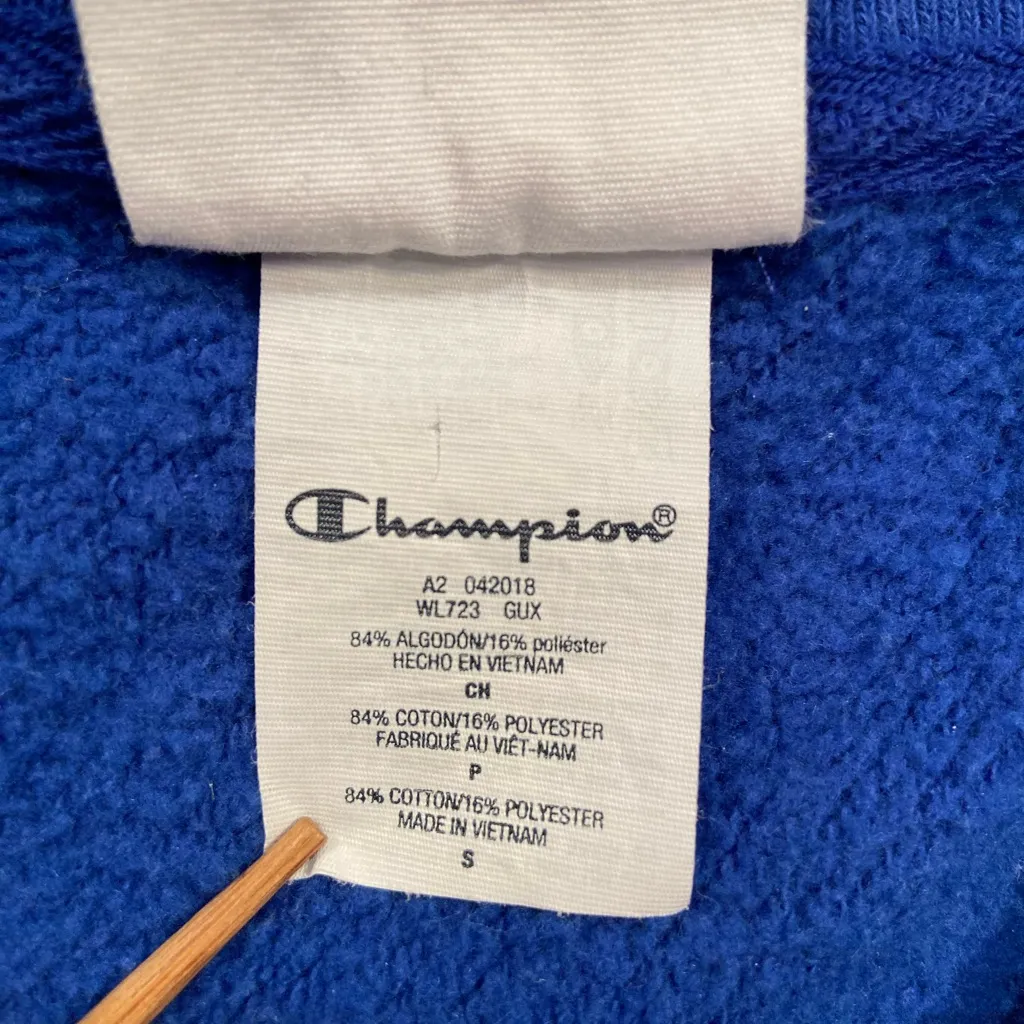 Champion®
A2 042018
WL723 GUX
84% ALGODÓN/16% poliéster
HECHO EN VIETNAM
CH
84% COTON/16% POLYESTER
FABRIQUÉ AU VIÊT-NAM
P
84% COTTON/16% POLYESTER
MADE IN VIETNAM
S